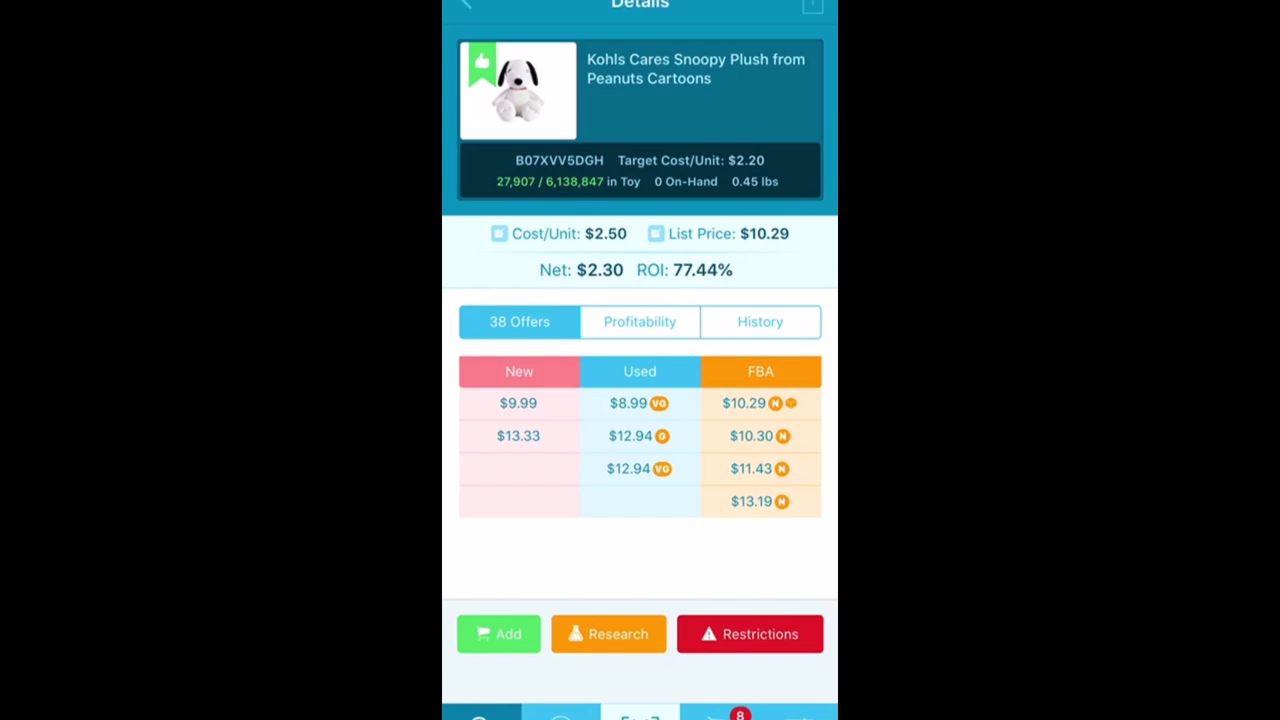 Details
Kohls Cares Snoopy Plush from
Peanuts Cartoons
B07XVV5DGH Target Cost/Unit: $2.20
27,907 / 6,138,847 in Toy 0 On-Hand 0.45 lbs
Cost/Unit: $2.50 List Price: $10.29
Net: $2.30 ROI: 77.44%
38 Offers Profitability History
New Used FBA
$9.99 $8.99 VG $10.29 N
$13.33 $12.94 G $10.30 N
$12.94 VG $11.43 N
$13.19 N
Add Research Restrictions
8